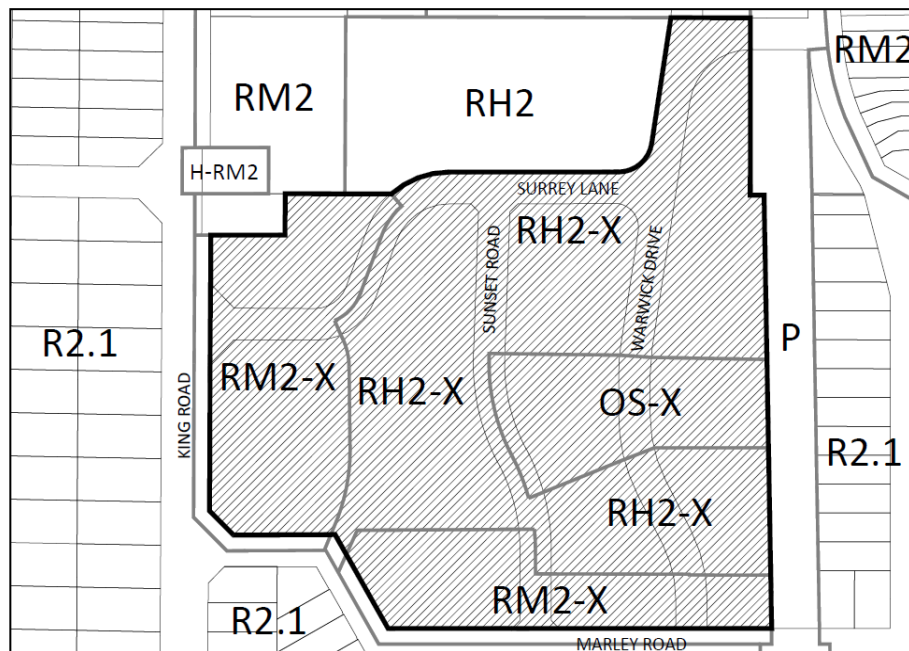 RM2
RM2
RH2
H-RM2
SURREY LANE
RH2-X
SUNSET ROAD
WARWICK DRIVE
R2.1
P
RM2-X
RH2-X
OS-X
KING ROAD
R2.1
RH2-X
RM2-X
R2.1
MARLEY ROAD